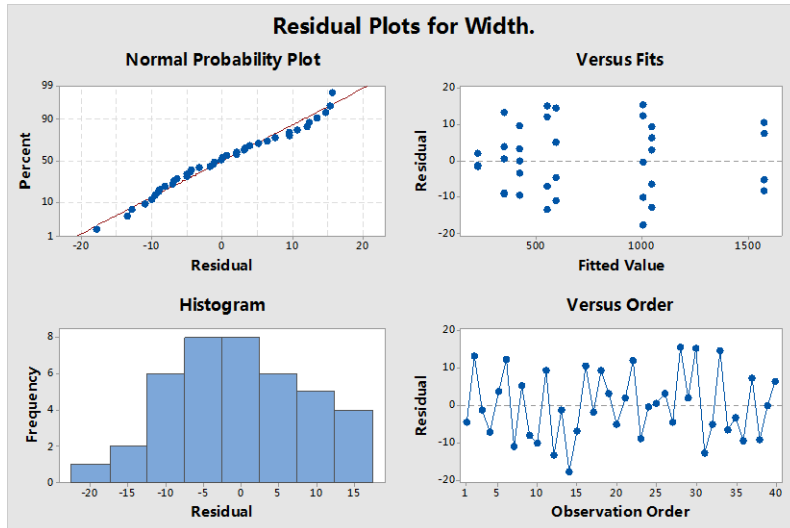 Residual Plots for Width.
Normal Probability Plot
99
90
50
10
1
Percent
-20 -10 0 10 20
Residual
Versus Fits
20
10
0
-10
-20
Residual
500 1000 1500
Fitted Value
Histogram
8
6
4
2
0
Frequency
-20 -15 -10 -5 0 5 10 15
Residual
Versus Order
20
10
0
-10
-20
Residual
1 5 10 15 20 25 30 35 40
Observation Order